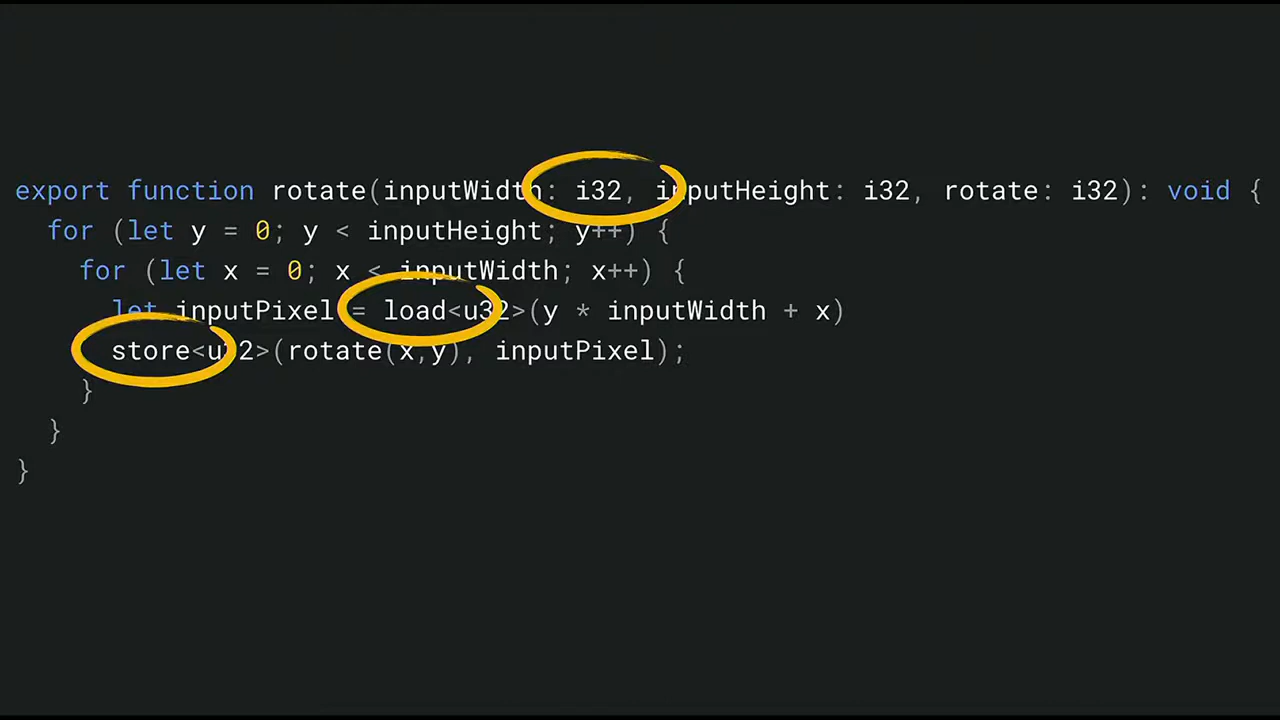 export function rotate(inputWidth: i32, inputHeight: i32, rotate: i32): void {
for (let y = 0; y < inputHeight; y++) {
for (let x = 0; x < inputWidth; x++) {
let inputPixel = load<u32>(y * inputWidth + x)
store<u32>(rotate(x,y), inputPixel);
}
}
}